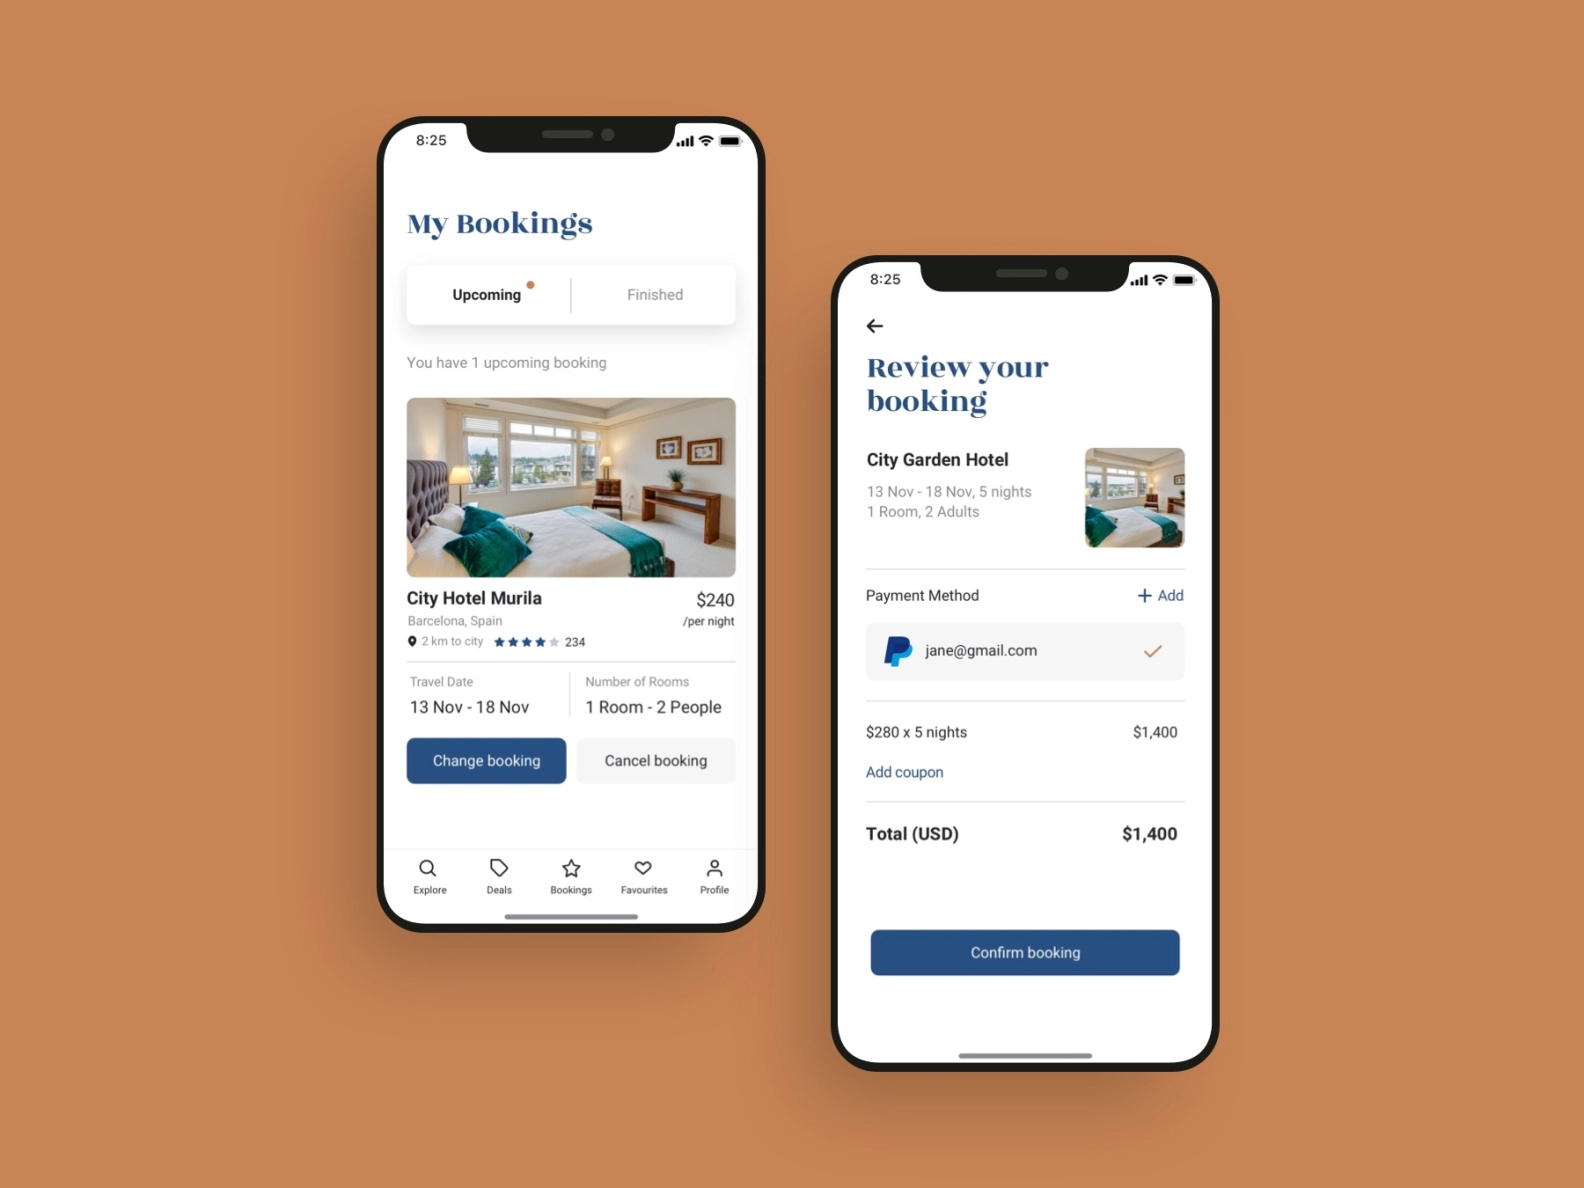 8:25
My Bookings
Upcoming
Finished
You have 1 upcoming booking
City Hotel Murila
$240
Barcelona, Spain
/per night
2 km to city
234
Travel Date
Number of Rooms
13 Nov - 18 Nov
1 Room - 2 People
Change booking
Cancel booking
Explore
Deals
Bookings
Favourites
Profile
8:25
Review your
booking
City Garden Hotel
13 Nov - 18 Nov, 5 nights
1 Room, 2 Adults
Payment Method
+ Add
jane@gmail.com
$280 x 5 nights
$1,400
Add coupon
Total (USD)
$1,400
Confirm booking